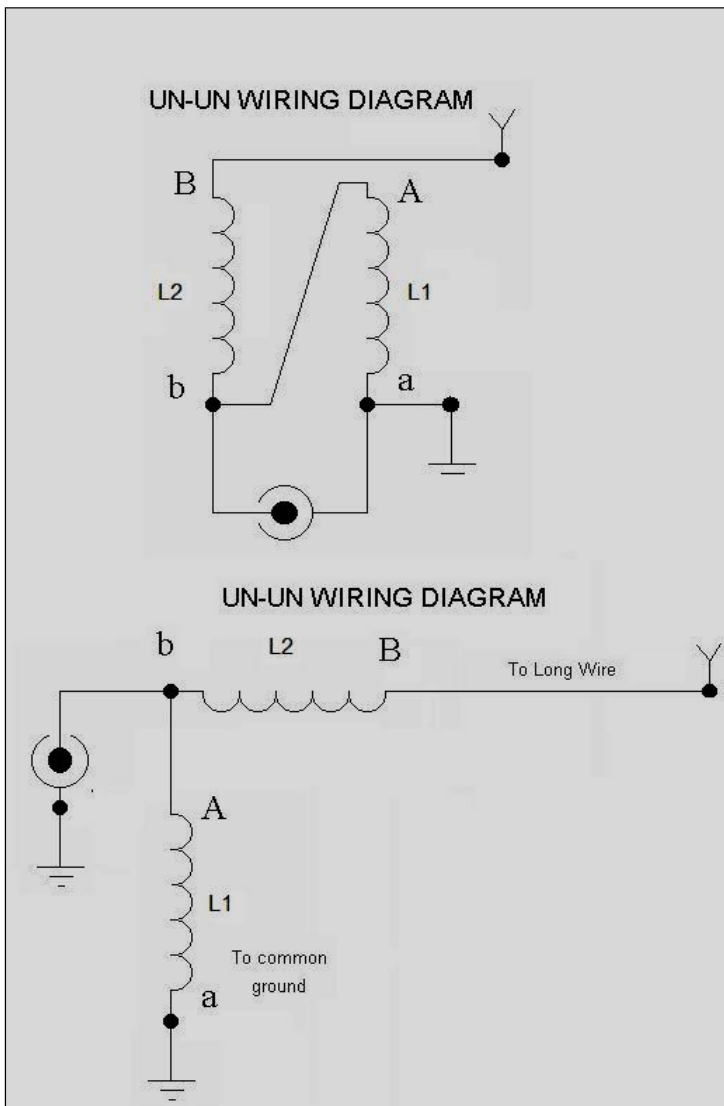 UN-UN WIRING DIAGRAM
B
A
L2
L1
b
a
UN-UN WIRING DIAGRAM
b
L2
B
To Long Wire
A
L1
To common
ground
a